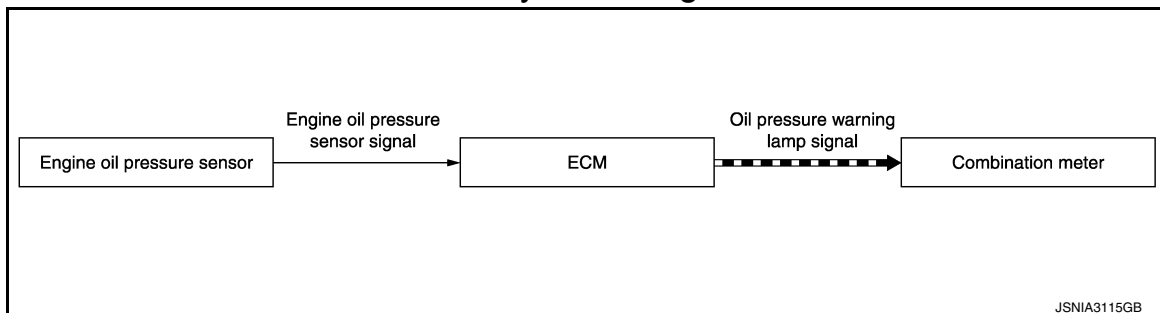 Engine oil pressure
sensor signal
Oil pressure warning
lamp signal
Engine oil pressure sensor
ECM
Combination meter
JSNIA3115GB